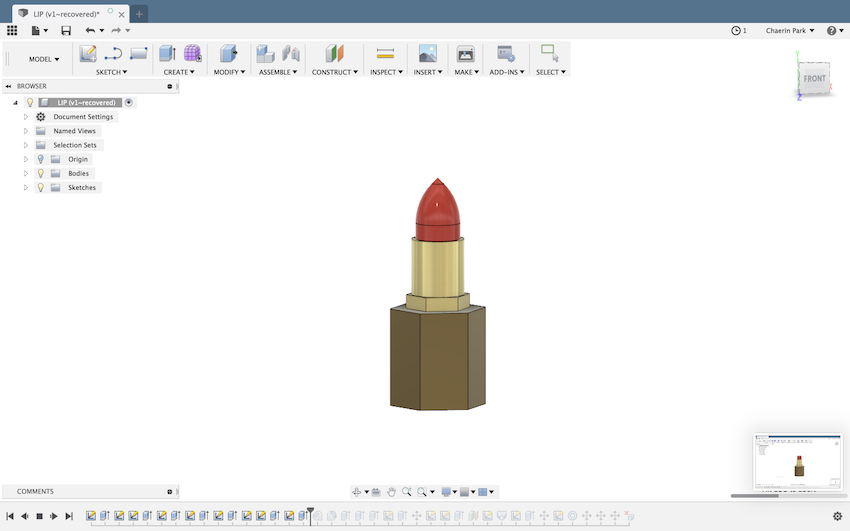 LIP (v1~recovered)*
1
Chaerin Park
MODEL
SKETCH
CREATE
MODIFY
ASSEMBLE
CONSTRUCT
INSPECT
INSERT
MAKE
ADD-INS
SELECT
FRONT
Y
X
Z
BROWSER
LIP (v1~recovered)
Document Settings
Named Views
Selection Sets
Origin
Bodies
Sketches
COMMENTS